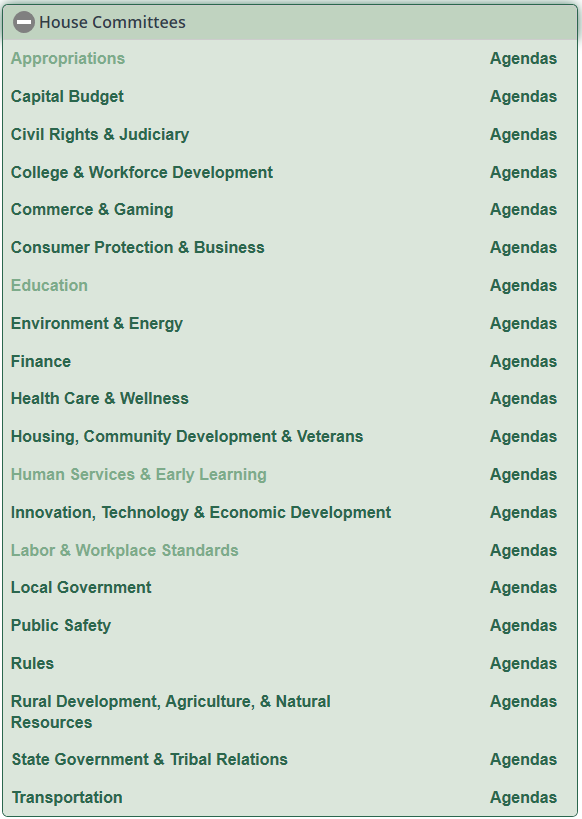 House Committees
Appropriations Agendas
Capital Budget Agendas
Civil Rights & Judiciary Agendas
College & Workforce Development Agendas
Commerce & Gaming Agendas
Consumer Protection & Business Agendas
Education Agendas
Environment & Energy Agendas
Finance Agendas
Health Care & Wellness Agendas
Housing, Community Development & Veterans Agendas
Human Services & Early Learning Agendas
Innovation, Technology & Economic Development Agendas
Labor & Workplace Standards Agendas
Local Government Agendas
Public Safety Agendas
Rules Agendas
Rural Development, Agriculture, & Natural Agendas
Resources
State Government & Tribal Relations Agendas
Transportation Agendas